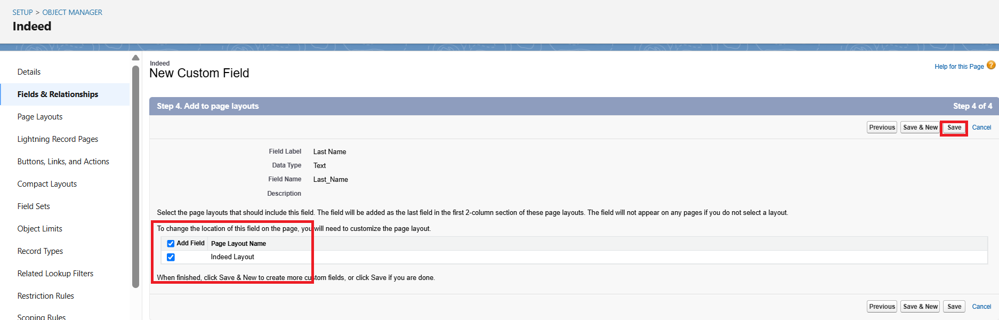 SETUP > OBJECT MANAGER
Indeed
Details
Fields & Relationships
Page Layouts
Lightning Record Pages
Buttons, Links, and Actions
Compact Layouts
Field Sets
Object Limits
Record Types
Related Lookup Filters
Restriction Rules
Scoping Rules
Indeed
New Custom Field
Help for this Page ?
Step 4. Add to page layouts Step 4 of 4
Previous Save & New Save Cancel
Field Label Last Name
Data Type Text
Field Name Last_Name
Description
Select the page layouts that should include this field. The field will be added as the last field in the first 2-column section of these page layouts. The field will not appear on any pages if you do not select a layout.
To change the location of this field on the page, you will need to customize the page layout.
Add Field Page Layout Name
Indeed Layout
When finished, click Save & New to create more custom fields, or click Save if you are done.
Previous Save & New Save Cancel